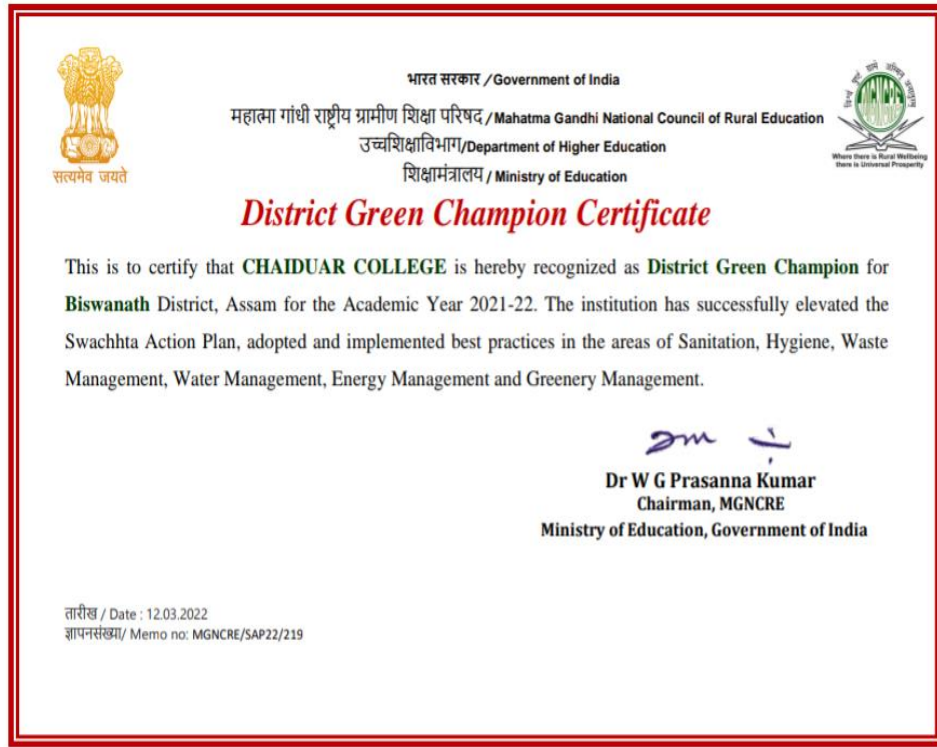 भारत सरकार /Government of India
महात्मा गांधी राष्ट्रीय ग्रामीण शिक्षा परिषद /Mahatma Gandhi National Council of Rural Education
उच्चशिक्षाविभाग/Department of Higher Education
शिक्षामंत्रालय / Ministry of Education
सत्यमेव जयते
MGNCRE
Where there is Rural Wellbeing
there is Universal Prosperity
District Green Champion Certificate
This is to certify that CHAIDUAR COLLEGE is hereby recognized as District Green Champion for
Biswanath District, Assam for the Academic Year 2021-22. The institution has successfully elevated the
Swachhta Action Plan, adopted and implemented best practices in the areas of Sanitation, Hygiene, Waste
Management, Water Management, Energy Management and Greenery Management.
Dr W G Prasanna Kumar
Chairman, MGNCRE
Ministry of Education, Government of India
तारीख / Date : 12.03.2022
ज्ञापनसंख्या/ Memo no: MGNCRE/SAP22/219